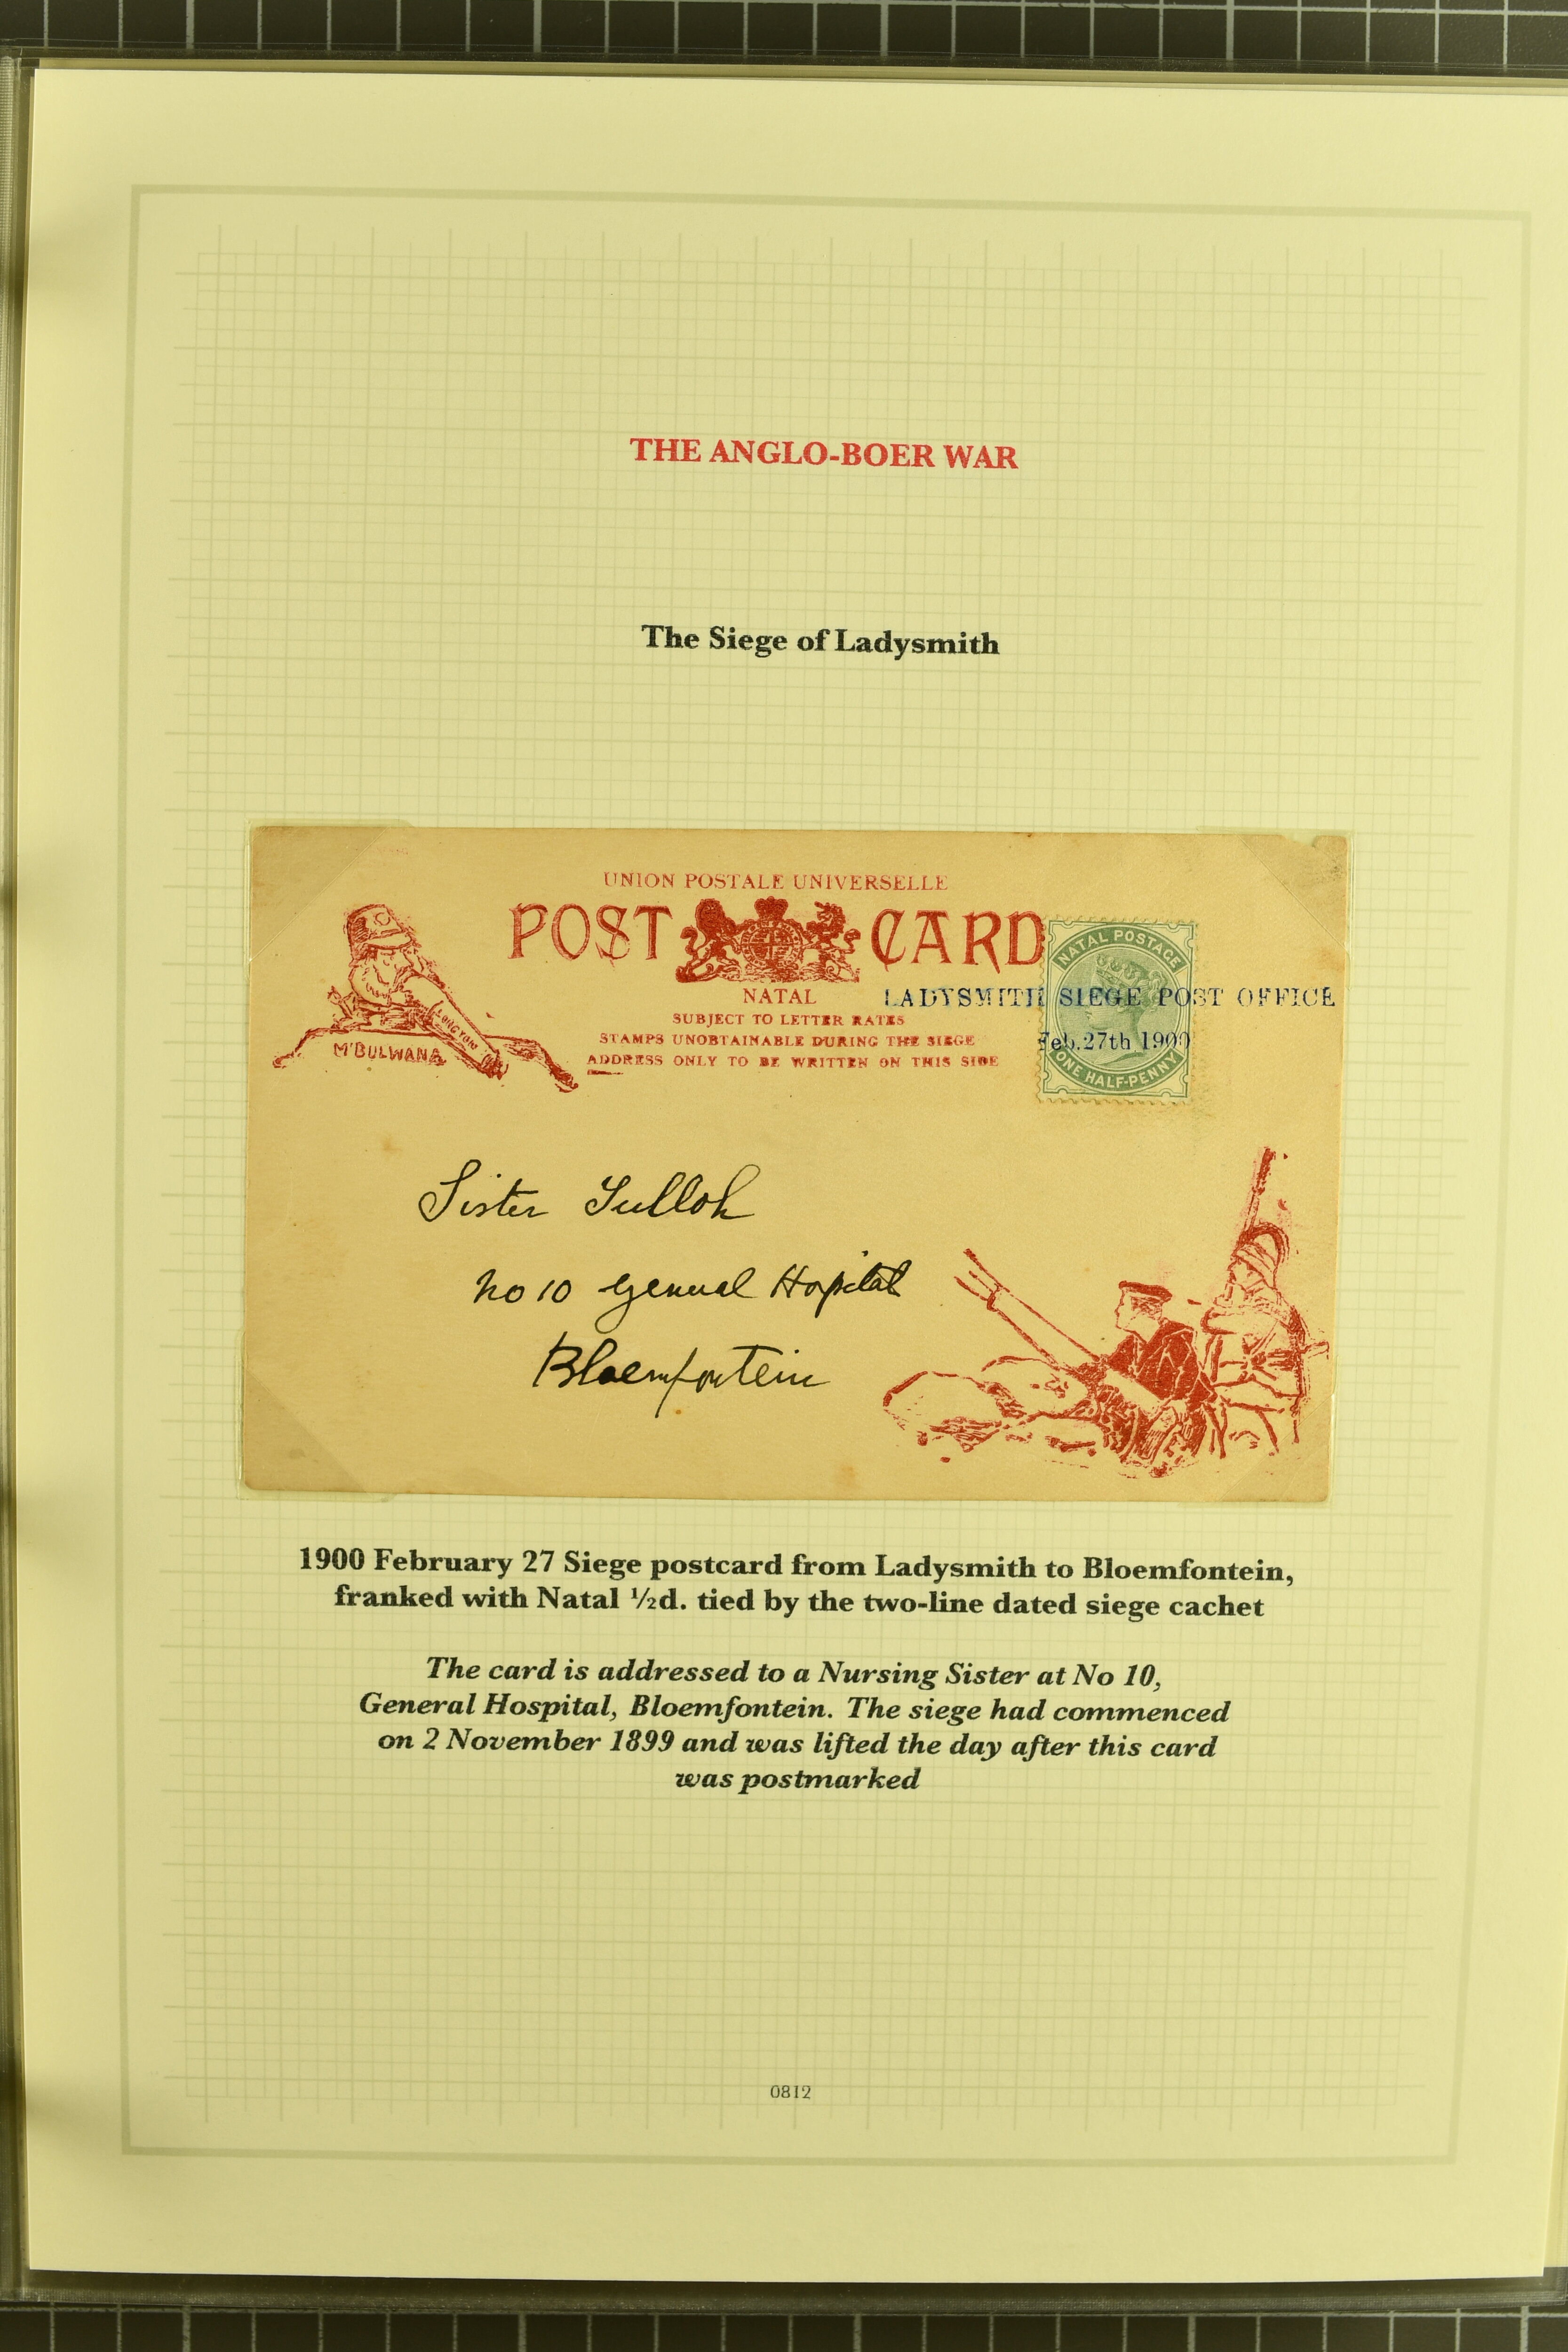 THE ANGLO-BOER WAR
The Siege of Ladysmith
UNION POSTALE UNIVERSELLE
POST CARD
NATAL
SUBJECT TO LETTER RATES
STAMPS UNOBTAINABLE DURING THE SIEGE
ADDRESS ONLY TO BE WRITTEN ON THIS SIDE
LONGTOM
M'BULWANA
NATAL POSTAGE
LADYSMITH SIEGE POST OFFICE
Feb.27th 1900
ONE HALF-PENNY
Sister Tulloh
No 10 General Hospital
Bloemfontein
1900 February 27 Siege postcard from Ladysmith to Bloemfontein,
franked with Natal ½d. tied by the two-line dated siege cachet
The card is addressed to a Nursing Sister at No 10,
General Hospital, Bloemfontein. The siege had commenced
on 2 November 1899 and was lifted the day after this card
was postmarked
0812